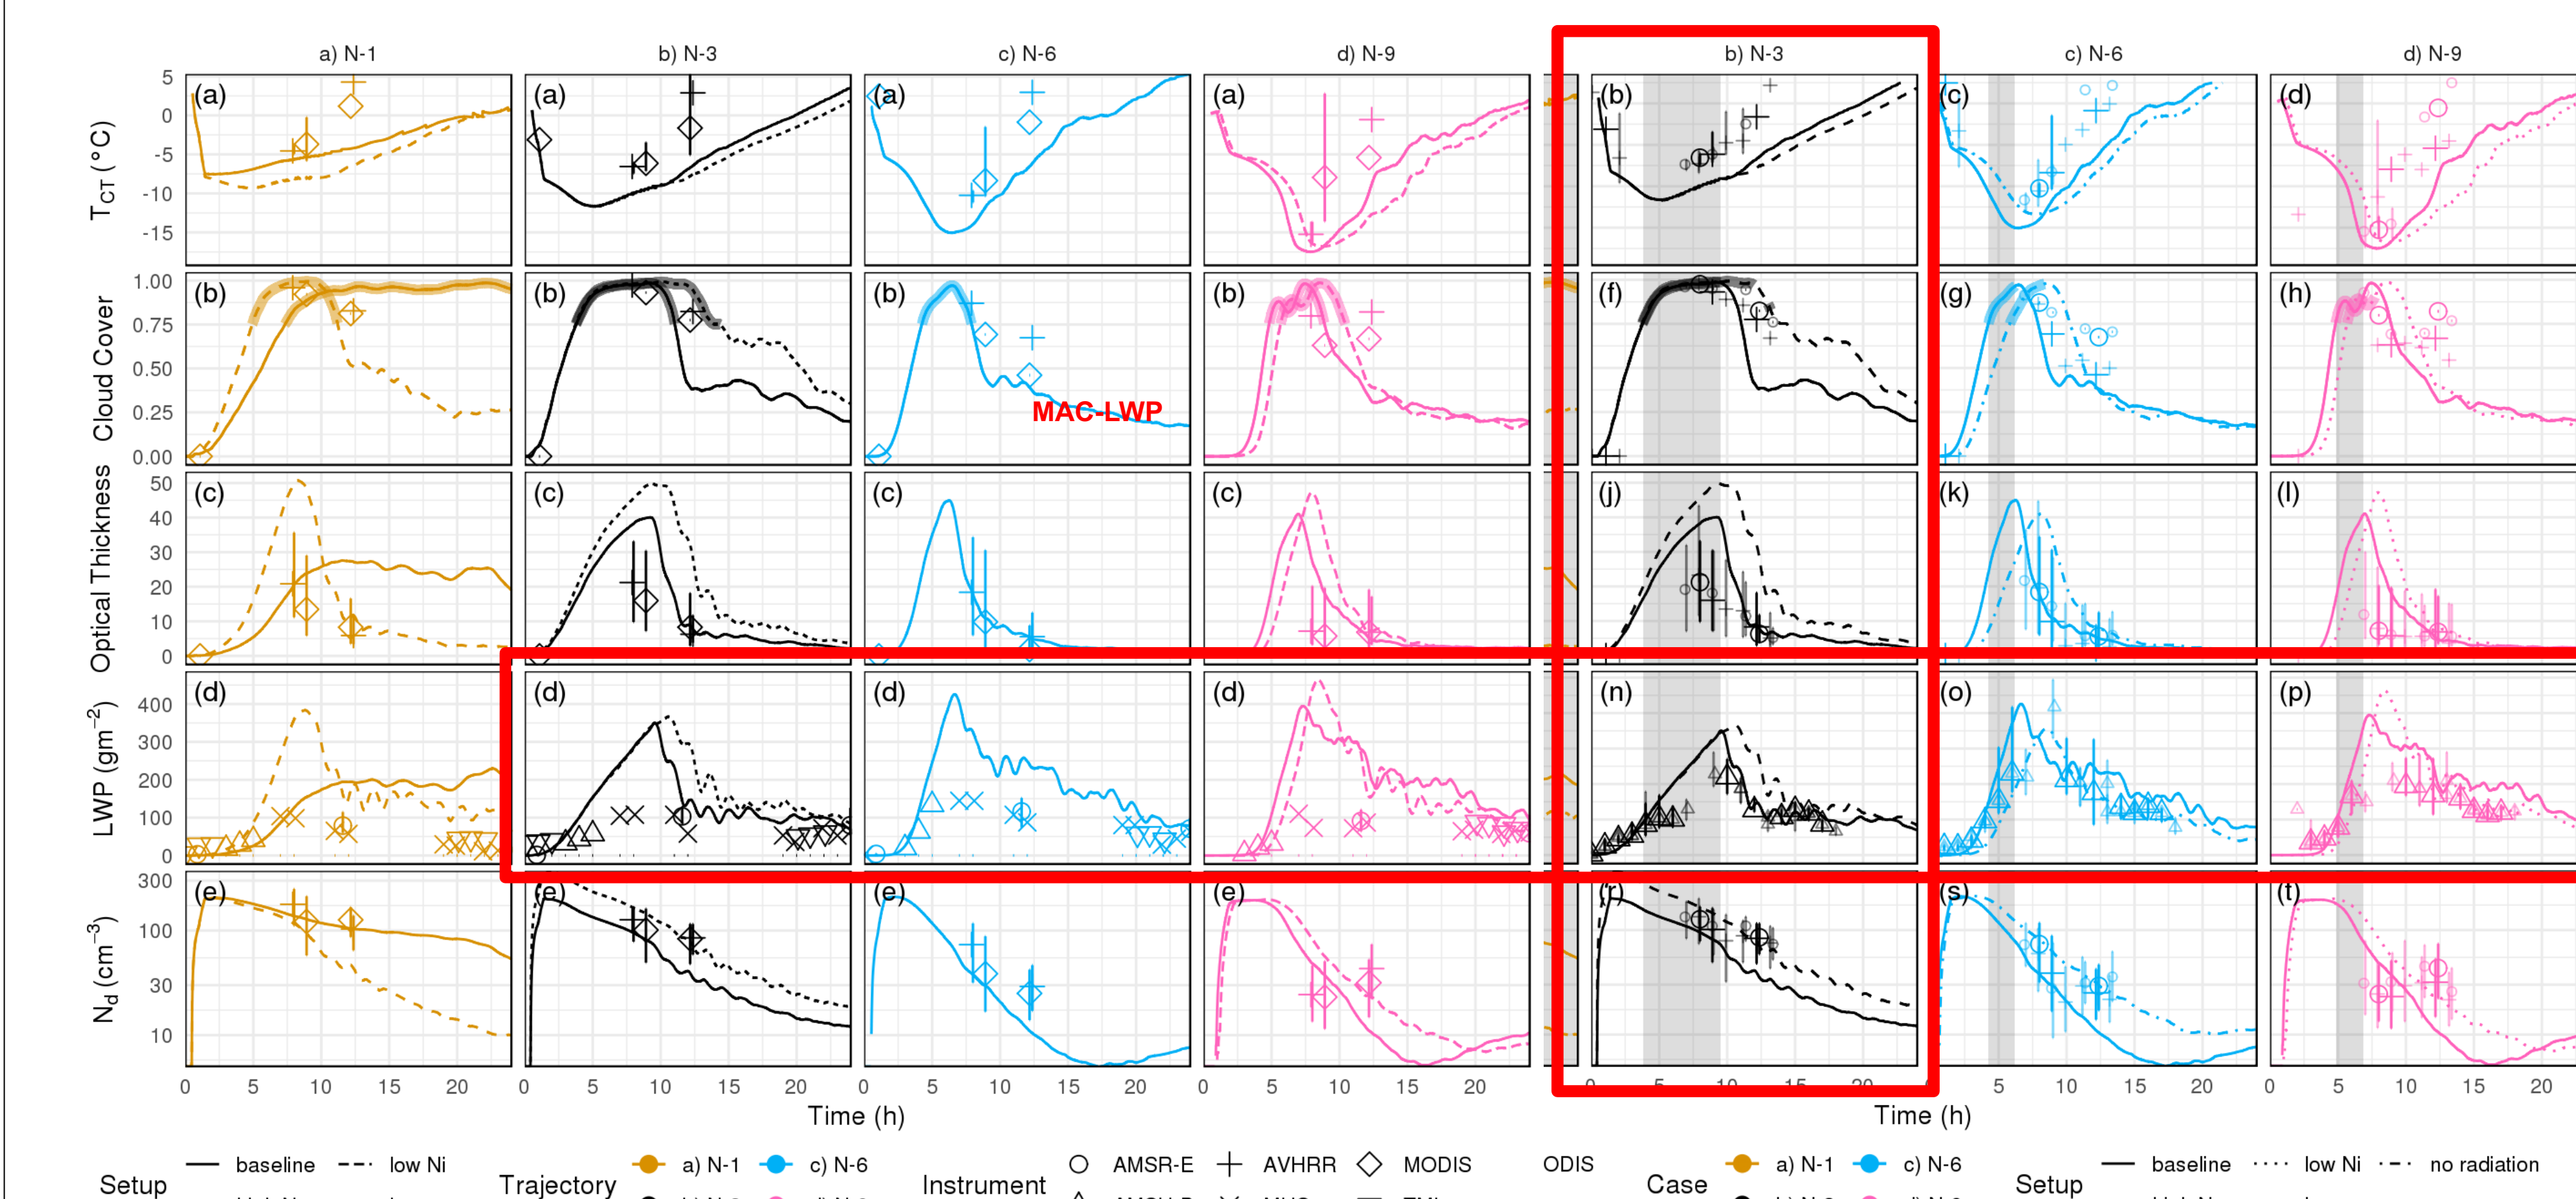 a) N-1 b) N-3 c) N-6 d) N-9 b) N-3 c) N-6 d) N-9
T_CT (°C)
5
0
-5
-10
-15
(a) (a) (a) (a) (b) (c) (d)
Cloud Cover
1.00
0.75
0.50
0.25
0.00
(b) (b) (b) (b) (f) (g) (h)
MAC-LWP
Optical Thickness
50
40
30
20
10
0
(c) (c) (c) (c) (j) (k) (l)
LWP (gm⁻²)
400
300
200
100
0
(d) (d) (d) (d) (n) (o) (p)
N_d (cm⁻³)
300
100
30
10
(e) (e) (e) (e) (r) (s) (t)
0 5 10 15 20 0 5 10 15 20 0 5 10 15 20 0 5 10 15 20 0 5 10 20 5 10 15 20 0 5 10 15 20
Time (h) Time (h)
Setup baseline low Ni Trajectory a) N-1 c) N-6 Instrument AMSR-E AVHRR MODIS ODIS Case a) N-1 c) N-6 Setup baseline low Ni no radiation